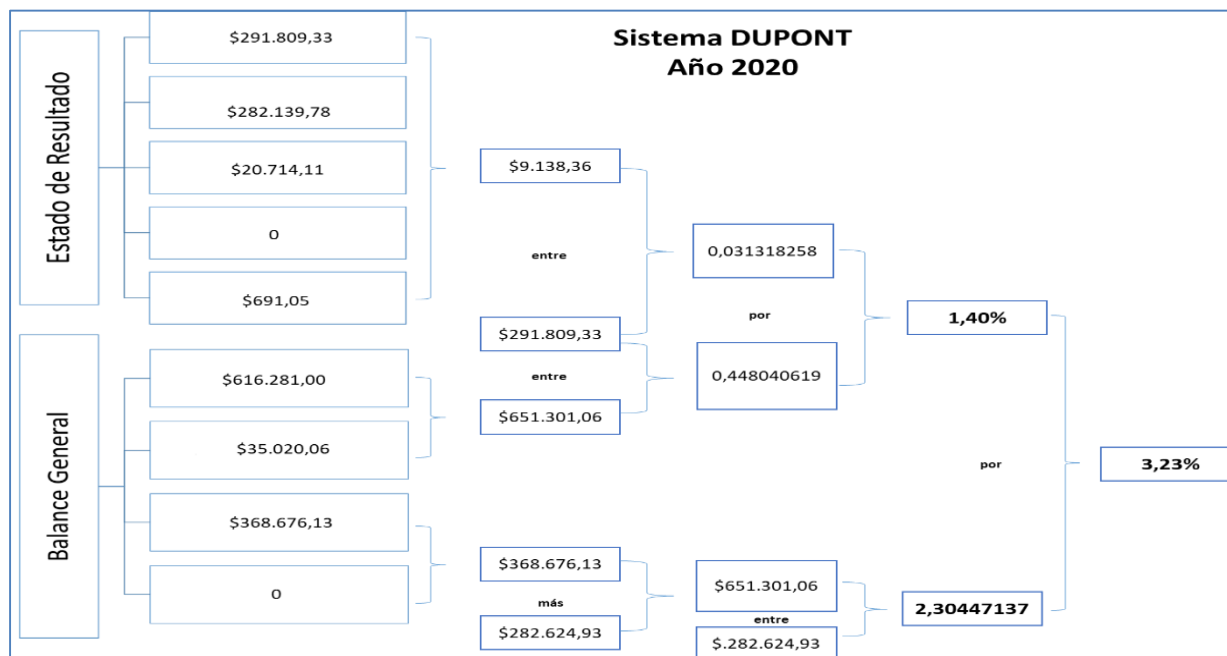 Sistema DUPONT
Año 2020
Estado de Resultado
$291.809,33
$282.139,78
$20.714,11
0
$691,05
$9.138,36
entre
$291.809,33
0,031318258
por
0,448040619
1,40%
Balance General
$616.281,00
$35.020,06
$368.676,13
0
entre
$651.301,06
$368.676,13
más
$282.624,93
$651.301,06
entre
$.282.624,93
2,30447137
por
3,23%